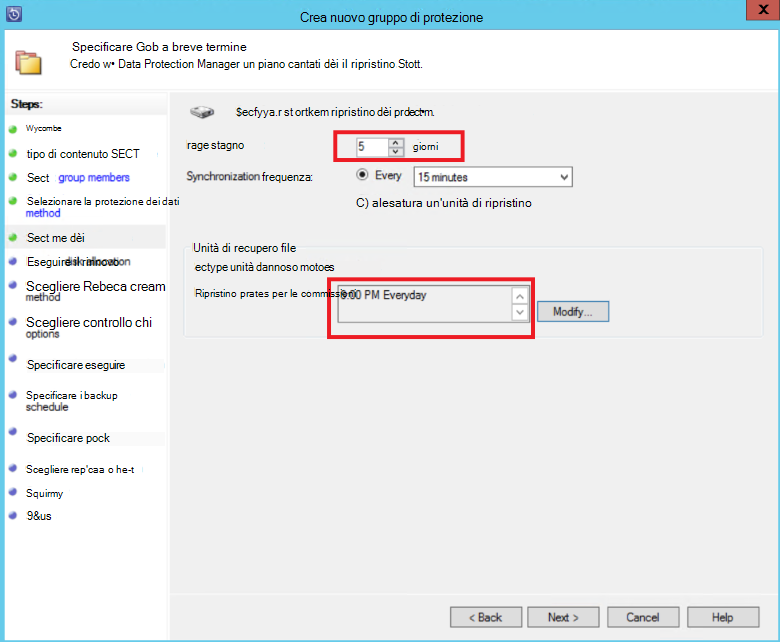 Crea nuovo gruppo di protezione
X
Specificare Gob a breve termine
Credo w• Data Protection Manager un piano cantati dèi il ripristino Stott.
Steps:
Wycombe
tipo di contenuto SECT
Sect group members
Selezionare la protezione dei dati
method
Sect me dèi
Eseguire il rinnovo
Scegliere Rebeca cream
method
Scegliere controllo chi
options
Specificare eseguire
Specificare i backup
schedule
Specificare pock
Scegliere rep'caa o he-t
Squirmy
9&us
$ecfyya.r st ortkem ripristino dèi prdectm.
rage stagno
5
giorni
Synchronization frequenza:
Every
15 minutes
C) alesatura un'unità di ripristino
Unità di recupero file
ectype unità dannoso motoes
Ripristino prates per le commissioni
8:00 PM Everyday
Modify...
< Back
Next >
Cancel
Help